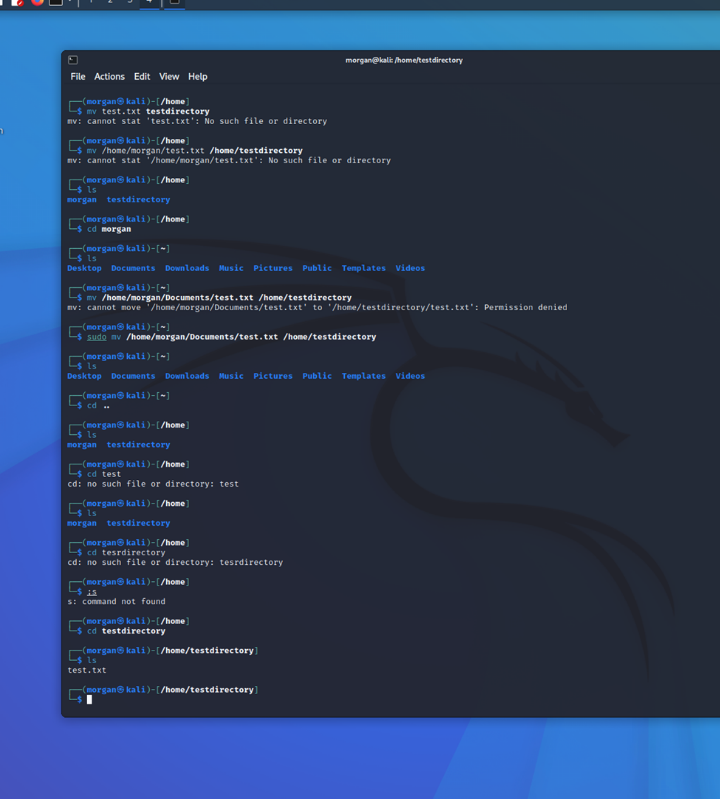 1 2 3 4
morgan@kali: /home/testdirectory
File Actions Edit View Help
┌──(morgan㉿kali)-[/home]
└─$ mv test.txt testdirectory
mv: cannot stat 'test.txt': No such file or directory
┌──(morgan㉿kali)-[/home]
└─$ mv /home/morgan/test.txt /home/testdirectory
mv: cannot stat '/home/morgan/test.txt': No such file or directory
┌──(morgan㉿kali)-[/home]
└─$ ls
morgan testdirectory
┌──(morgan㉿kali)-[/home]
└─$ cd morgan
┌──(morgan㉿kali)-[~]
└─$ ls
Desktop Documents Downloads Music Pictures Public Templates Videos
┌──(morgan㉿kali)-[~]
└─$ mv /home/morgan/Documents/test.txt /home/testdirectory
mv: cannot move '/home/morgan/Documents/test.txt' to '/home/testdirectory/test.txt': Permission denied
┌──(morgan㉿kali)-[~]
└─$ sudo mv /home/morgan/Documents/test.txt /home/testdirectory
┌──(morgan㉿kali)-[~]
└─$ ls
Desktop Documents Downloads Music Pictures Public Templates Videos
┌──(morgan㉿kali)-[~]
└─$ cd ..
┌──(morgan㉿kali)-[/home]
└─$ ls
morgan testdirectory
┌──(morgan㉿kali)-[/home]
└─$ cd test
cd: no such file or directory: test
┌──(morgan㉿kali)-[/home]
└─$ ls
morgan testdirectory
┌──(morgan㉿kali)-[/home]
└─$ cd tesrdirectory
cd: no such file or directory: tesrdirectory
┌──(morgan㉿kali)-[/home]
└─$ :s
s: command not found
┌──(morgan㉿kali)-[/home]
└─$ cd testdirectory
┌──(morgan㉿kali)-[/home/testdirectory]
└─$ ls
test.txt
┌──(morgan㉿kali)-[/home/testdirectory]
└─$